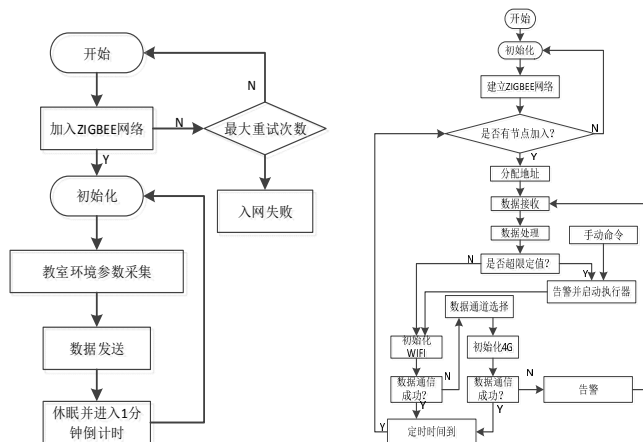 开始
N
加入ZIGBEE网络
N
最大重试次数
Y
初始化
入网失败
教室环境参数采集
数据发送
休眠并进入1分
钟倒计时
开始
初始化
建立ZIGBEE网络
是否有节点加入?
N
Y
分配地址
数据接收
数据处理
手动命令
N
是否超限定值?
Y
告警并启动执行器
数据通道选择
初始化
WIFI
初始化4G
数据通信
成功?
N
数据通信
成功?
N
告警
Y
Y
Y
定时时间到